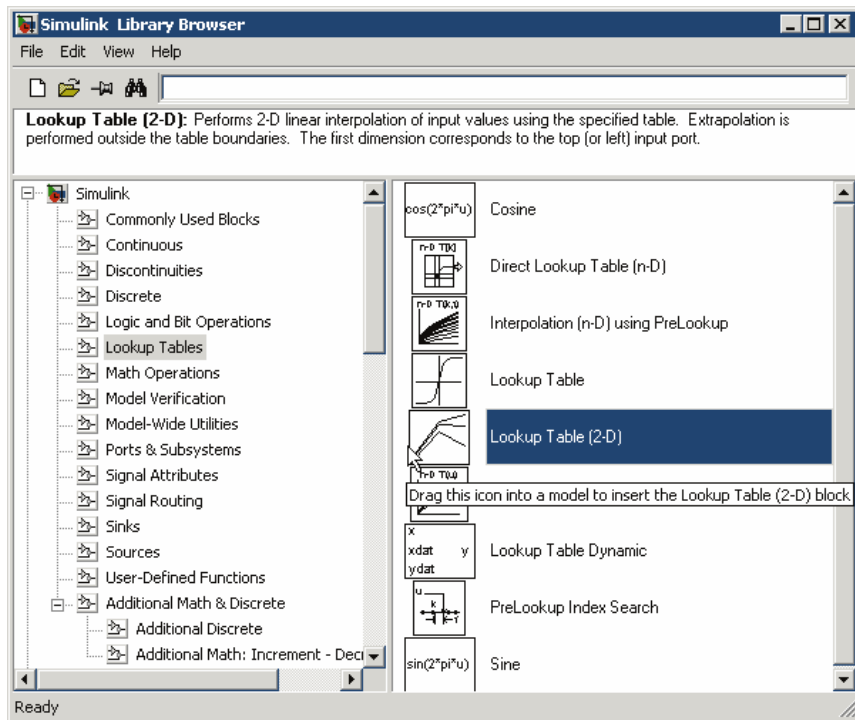 Simulink Library Browser
File Edit View Help
Lookup Table (2-D): Performs 2-D linear interpolation of input values using the specified table. Extrapolation is
performed outside the table boundaries. The first dimension corresponds to the top (or left) input port.
Simulink
Commonly Used Blocks
Continuous
Discontinuities
Discrete
Logic and Bit Operations
Lookup Tables
Math Operations
Model Verification
Model-Wide Utilities
Ports & Subsystems
Signal Attributes
Signal Routing
Sinks
Sources
User-Defined Functions
Additional Math & Discrete
Additional Discrete
Additional Math: Increment - Decr
cos(2*pi*u) Cosine
n-D T[k]
Direct Lookup Table (n-D)
n-D T(k,f)
Interpolation (n-D) using PreLookup
Lookup Table
Lookup Table (2-D)
n-D T(u)
Drag this icon into a model to insert the Lookup Table (2-D) block
x
xdat y
ydat
Lookup Table Dynamic
u
k
f
PreLookup Index Search
sin(2*pi*u) Sine
Ready